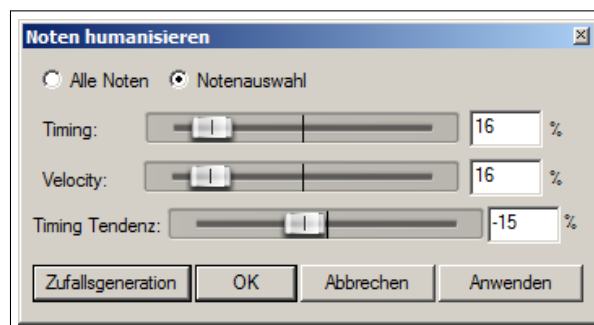 Noten humanisieren
Alle Noten Notenauswahl
Timing: 16 %
Velocity: 16 %
Timing Tendenz: -15 %
Zufallsgeneration OK Abbrechen Anwenden